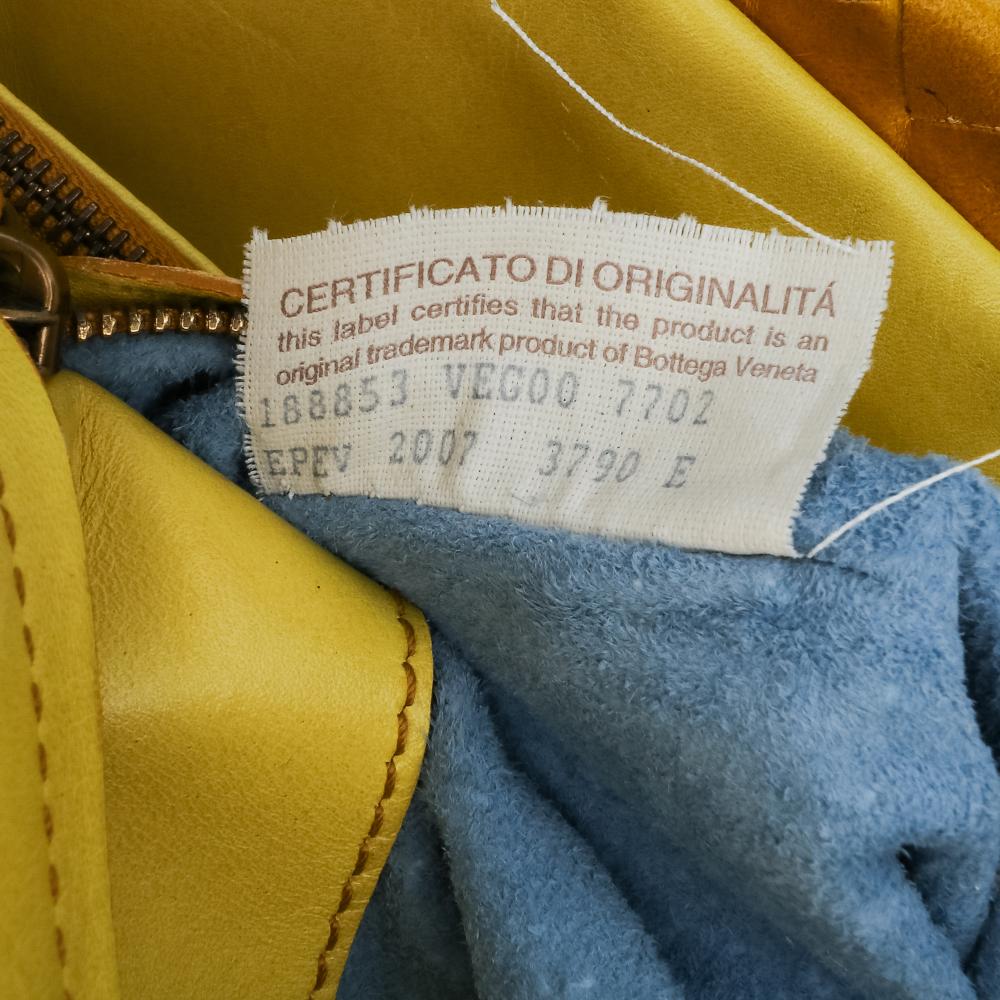 CERTIFICATO DI ORIGINALITÁ
this label certifies that the product is an
original trademark product of Bottega Veneta
188853 VEG00 7702
EPEV 2007 3790 E